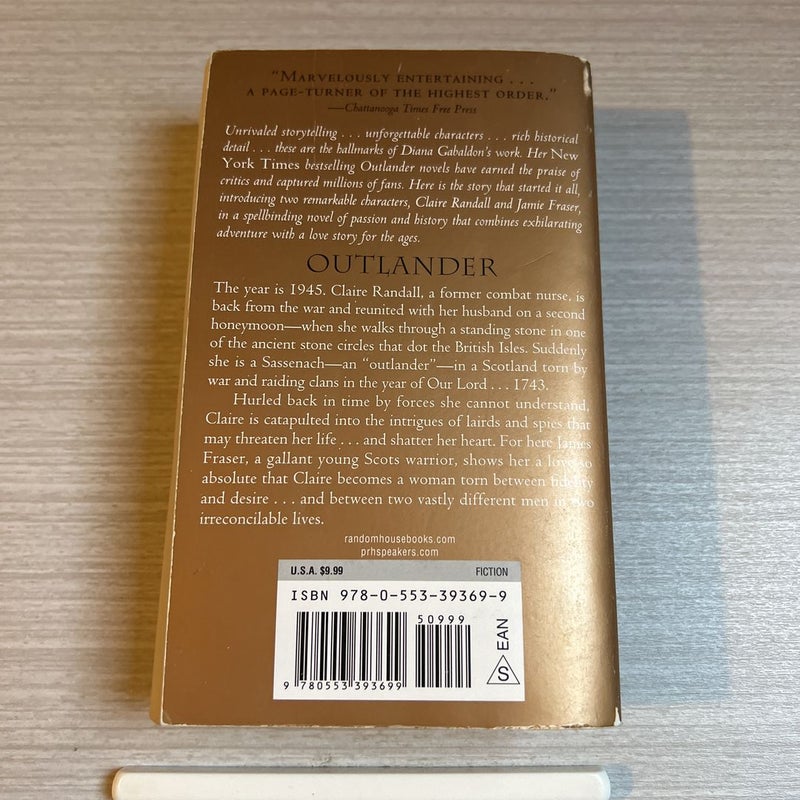 "Marvelously entertaining . . .
a page-turner of the highest order."
—Chattanooga Times Free Press
Unrivaled storytelling . . . unforgettable characters . . . rich historical
detail . . . these are the hallmarks of Diana Gabaldon's work. Her New
York Times bestselling Outlander novels have earned the praise of
critics and captured millions of fans. Here is the story that started it all,
introducing two remarkable characters, Claire Randall and Jamie Fraser,
in a spellbinding novel of passion and history that combines exhilarating
adventure with a love story for the ages.
OUTLANDER
The year is 1945. Claire Randall, a former combat nurse, is
back from the war and reunited with her husband on a second
honeymoon—when she walks through a standing stone in one
of the ancient stone circles that dot the British Isles. Suddenly
she is a Sassenach—an "outlander"—in a Scotland torn by
war and raiding clans in the year of Our Lord . . . 1743.
Hurled back in time by forces she cannot understand,
Claire is catapulted into the intrigues of lairds and spies that
may threaten her life . . . and shatter her heart. For here James
Fraser, a gallant young Scots warrior, shows her a love so
absolute that Claire becomes a woman torn between fidelity
and desire . . . and between two vastly different men in two
irreconcilable lives.
randomhousebooks.com
prhspeakers.com
U.S.A. $9.99 FICTION
ISBN 978-0-553-39369-9
50999
9 780553 393699
S EAN